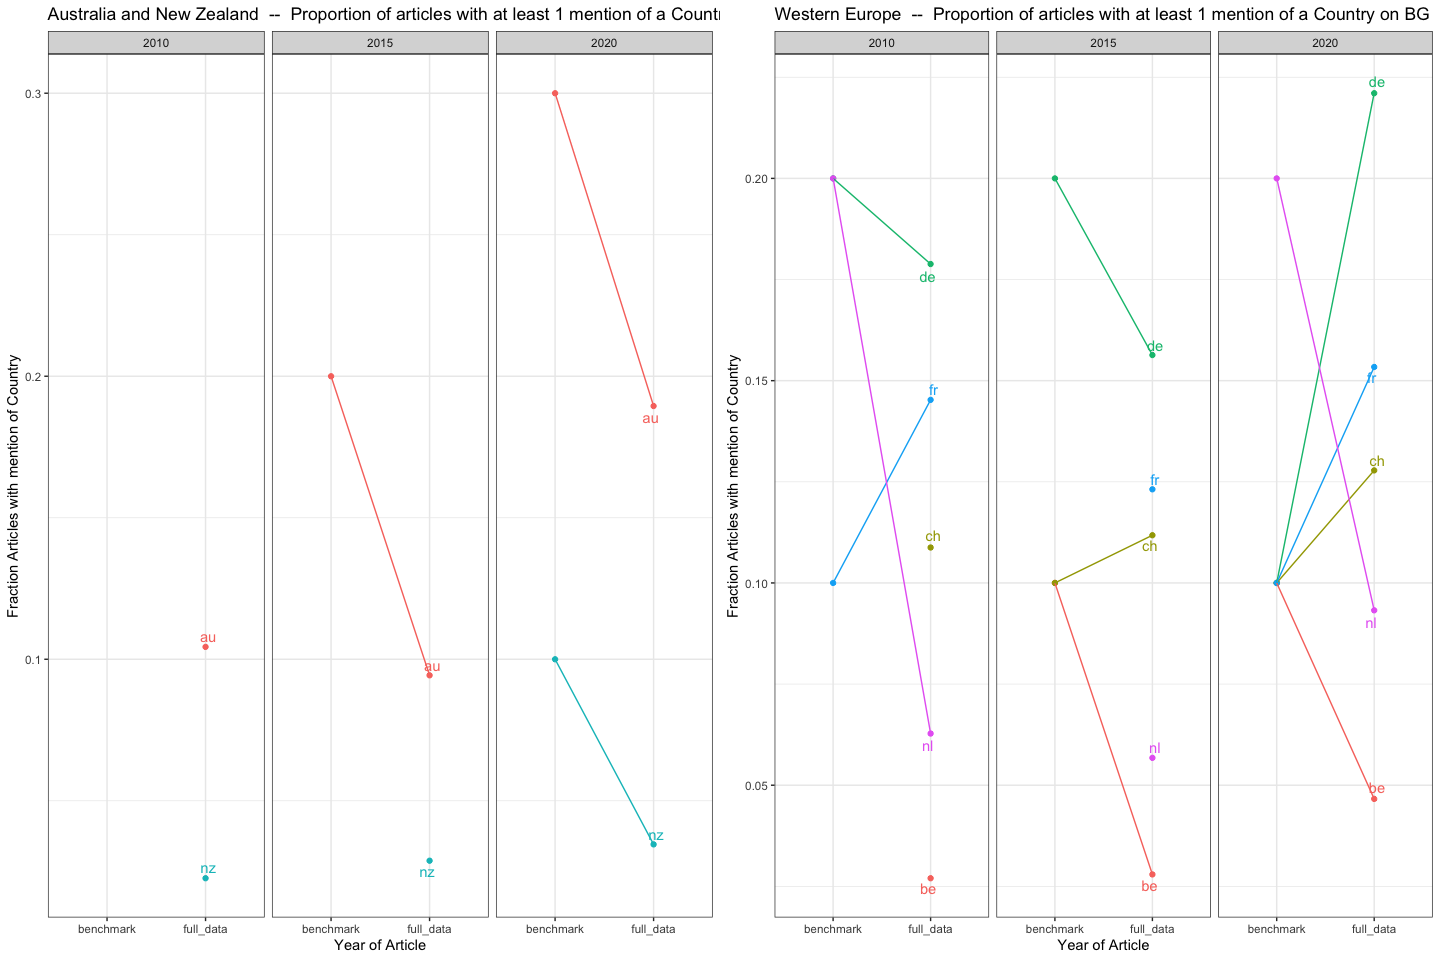 Australia and New Zealand -- Proportion of articles with at least 1 mention of a Countr
2010 2015 2020
0.3
0.2
0.1
Fraction Articles with mention of Country
au
nz
au
nz
au
nz
benchmark full_data benchmark full_data benchmark full_data
Year of Article
Western Europe -- Proportion of articles with at least 1 mention of a Country on BG
2010 2015 2020
0.20
0.15
0.10
0.05
Fraction Articles with mention of Country
de
fr
ch
nl
be
de
fr
ch
nl
be
de
fr
ch
nl
be
benchmark full_data benchmark full_data benchmark full_data
Year of Article